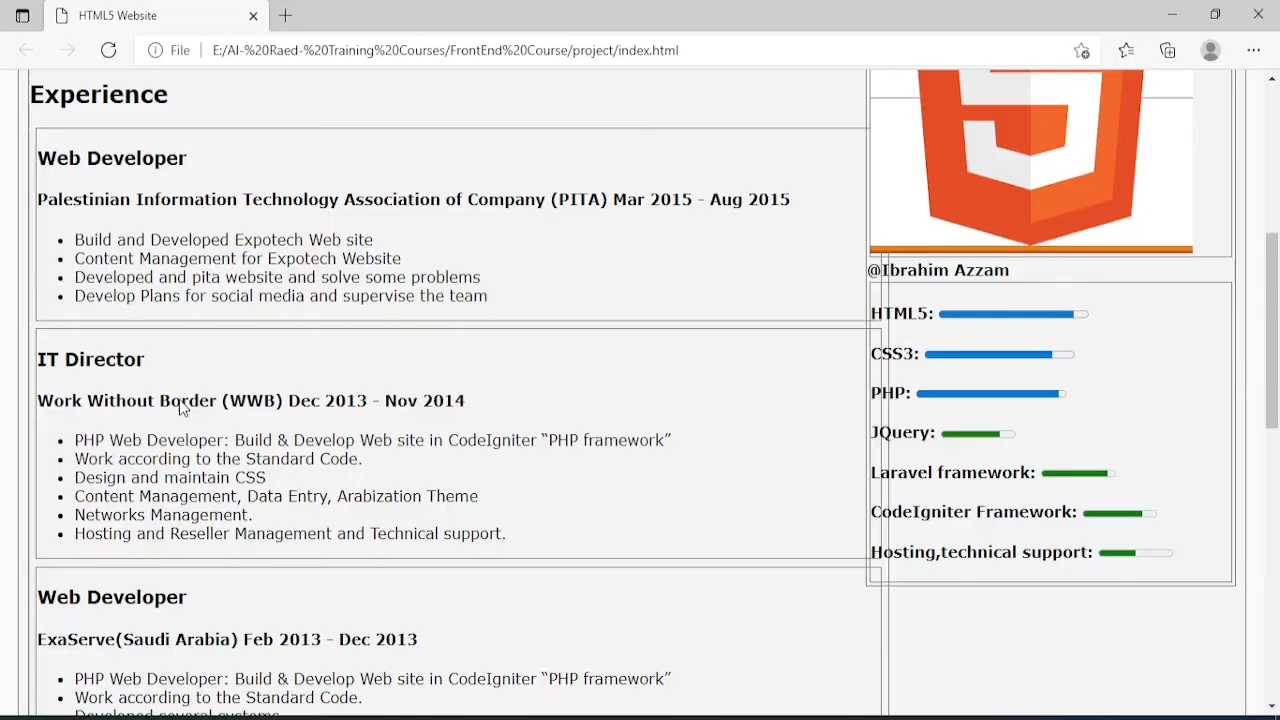 HTML5 Website
File
E:/Al-%20Raed-%20Training%20Courses/FrontEnd%20Course/project/index.html
Experience
Web Developer
Palestinian Information Technology Association of Company (PITA) Mar 2015 - Aug 2015
Build and Developed Expotech Web site
Content Management for Expotech Website
Developed and pita website and solve some problems
Develop Plans for social media and supervise the team
IT Director
Work Without Border (WWB) Dec 2013 - Nov 2014
PHP Web Developer: Build & Develop Web site in CodeIgniter “PHP framework”
Work according to the Standard Code.
Design and maintain CSS
Content Management, Data Entry, Arabization Theme
Networks Management.
Hosting and Reseller Management and Technical support.
Web Developer
ExaServe(Saudi Arabia) Feb 2013 - Dec 2013
PHP Web Developer: Build & Develop Web site in CodeIgniter “PHP framework”
Work according to the Standard Code.
Developed several systems
@Ibrahim Azzam
HTML5:
CSS3:
PHP:
JQuery:
Laravel framework:
CodeIgniter Framework:
Hosting,technical support: